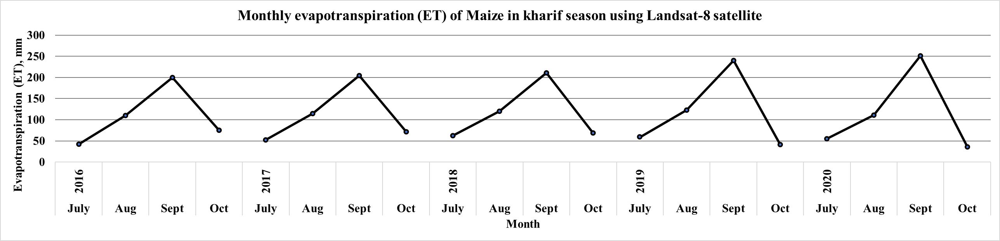 Monthly evapotranspiration (ET) of Maize in kharif season using Landsat-8 satellite
Evapotranspiration (ET), mm
300
250
200
150
100
50
0
2016 2017 2018 2019 2020
July Aug Sept Oct July Aug Sept Oct July Aug Sept Oct July Aug Sept Oct July Aug Sept Oct
Month